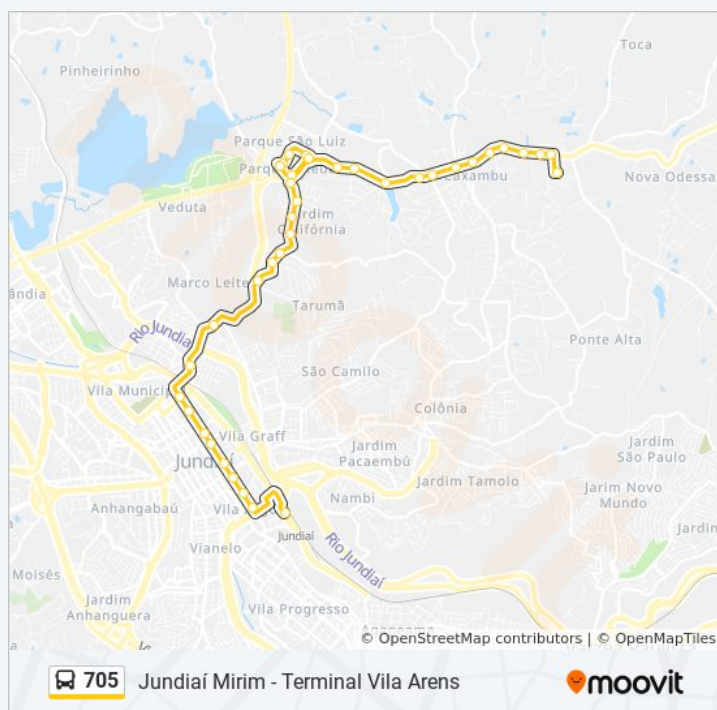 Toca
Pinheirinho
Parque São Luiz
Caxambu
Nova Odessa
Veduta
Jardim
Califórnia
Marco Leite
Tarumã
Rio Jundiaí
Ponte Alta
São Camilo
Vila Municip
Colônia
Vila Graff
Jardim
Pacaembú
Jardim
São Paulo
Jundiaí
Jardim Tamoio
Jarim Novo
Mundo
Nambi
Anhangabaú
Jundiaí
Jardim
Vianelo
Rio Jundiaí
Moisés
Jardim
Anhanguera
Vila Progresso
© OpenStreetMap contributors | © OpenMapTiles
705 Jundiaí Mirim - Terminal Vila Arens
moovit